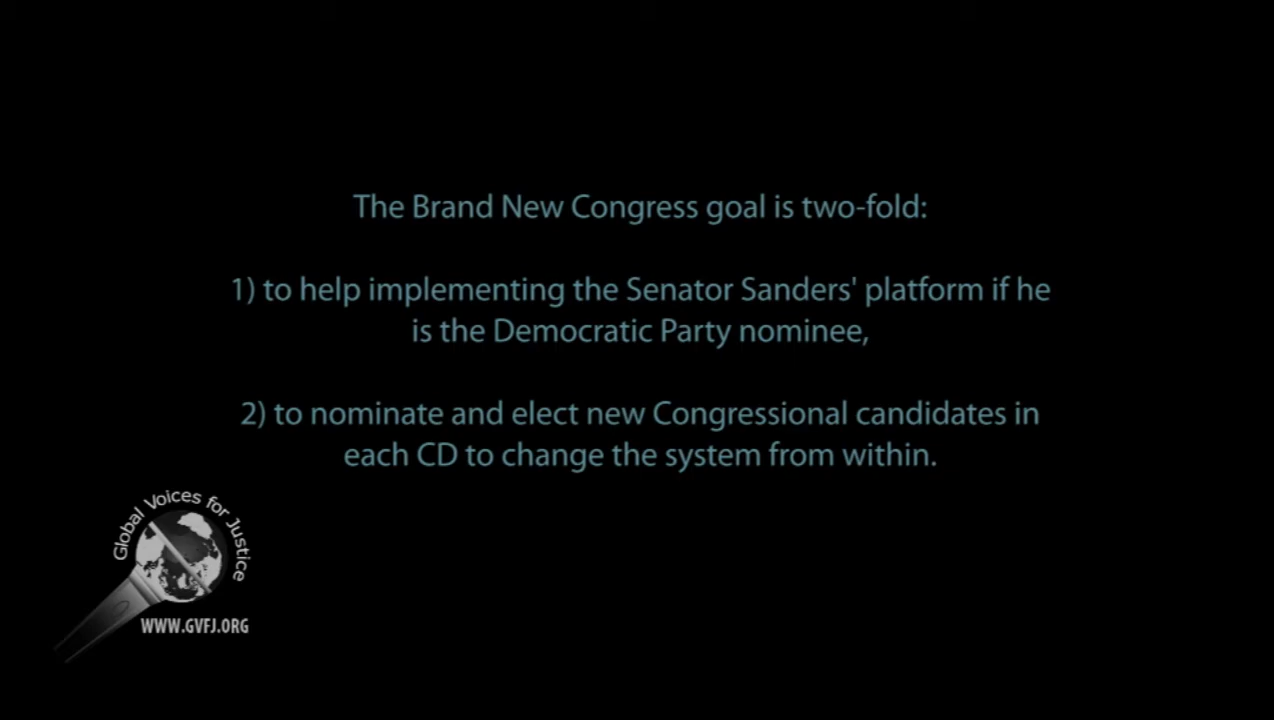 The Brand New Congress goal is two-fold:
1) to help implementing the Senator Sanders' platform if he
is the Democratic Party nominee,
2) to nominate and elect new Congressional candidates in
each CD to change the system from within.
Global Voices for Justice
WWW.GVFJ.ORG